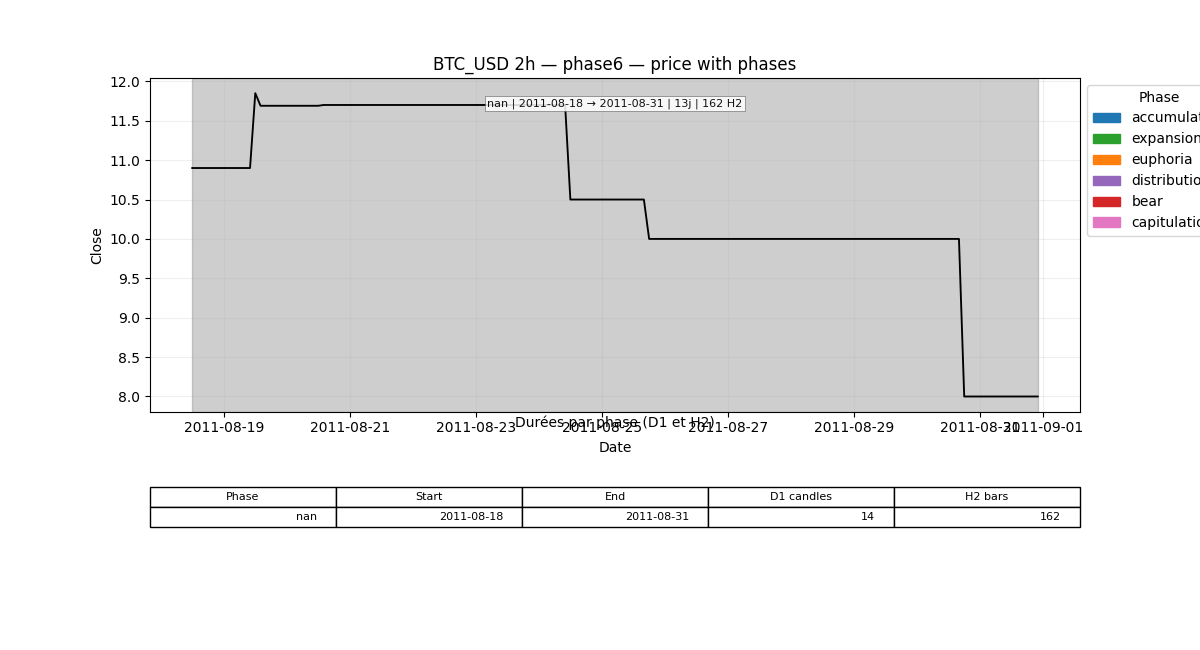 BTC_USD 2h — phase6 — price with phases
12.0
11.5
11.0
10.5
10.0
9.5
9.0
8.5
8.0
Close
nan | 2011-08-18 → 2011-08-31 | 13j | 162 H2
Phase
accumulat
expansion
euphoria
distributio
bear
capitulatio
Durées par phase (D1 et H2)
2011-08-19 2011-08-21 2011-08-23 2011-08-25 2011-08-27 2011-08-29 2011-08-31 2011-09-01
Date
Phase Start End D1 candles H2 bars
nan 2011-08-18 2011-08-31 14 162